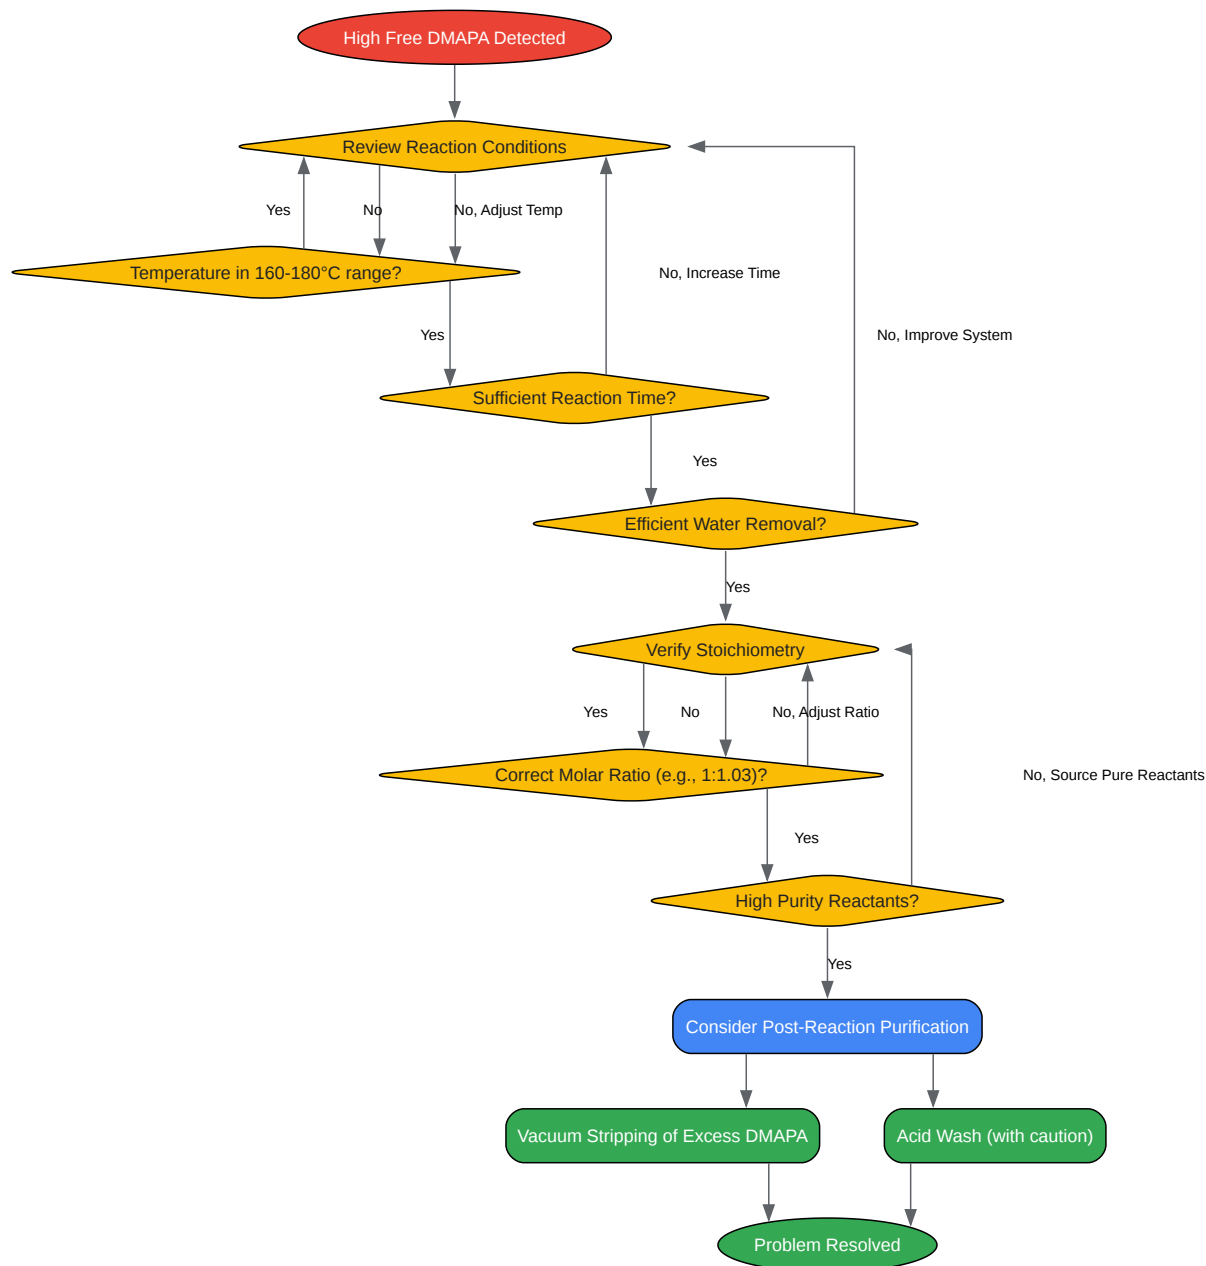 High Free DMAPA Detected
Review Reaction Conditions
Yes
No
No, Adjust Temp
Temperature in 160-180°C range?
No, Increase Time
Yes
No, Improve System
Sufficient Reaction Time?
Yes
Efficient Water Removal?
Yes
Verify Stoichiometry
Yes
No
No, Adjust Ratio
Correct Molar Ratio (e.g., 1:1.03)?
No, Source Pure Reactants
Yes
High Purity Reactants?
Yes
Consider Post-Reaction Purification
Vacuum Stripping of Excess DMAPA
Acid Wash (with caution)
Problem Resolved